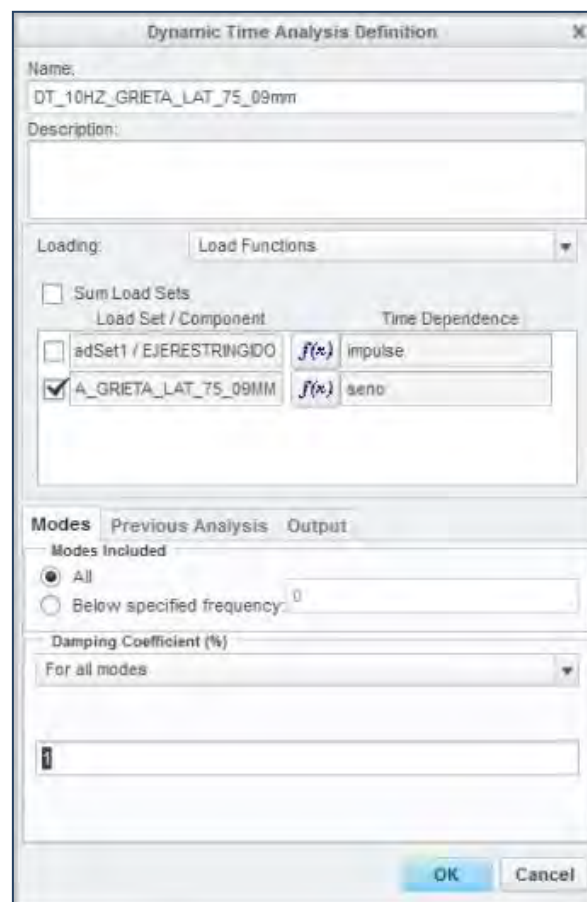 Dynamic Time Analysis Definition X
Name:
DT_10HZ_GRIETA_LAT_75_09mm
Description:
Loading: Load Functions
Sum Load Sets
Load Set / Component Time Dependence
adSet1 / EJERESTRINGIDO f(x) impulse
A_GRIETA_LAT_75_09MM f(x) seno
Modes Previous Analysis Output
Modes Included
All
Below specified frequency: 0
Damping Coefficient (%)
For all modes
1
OK Cancel